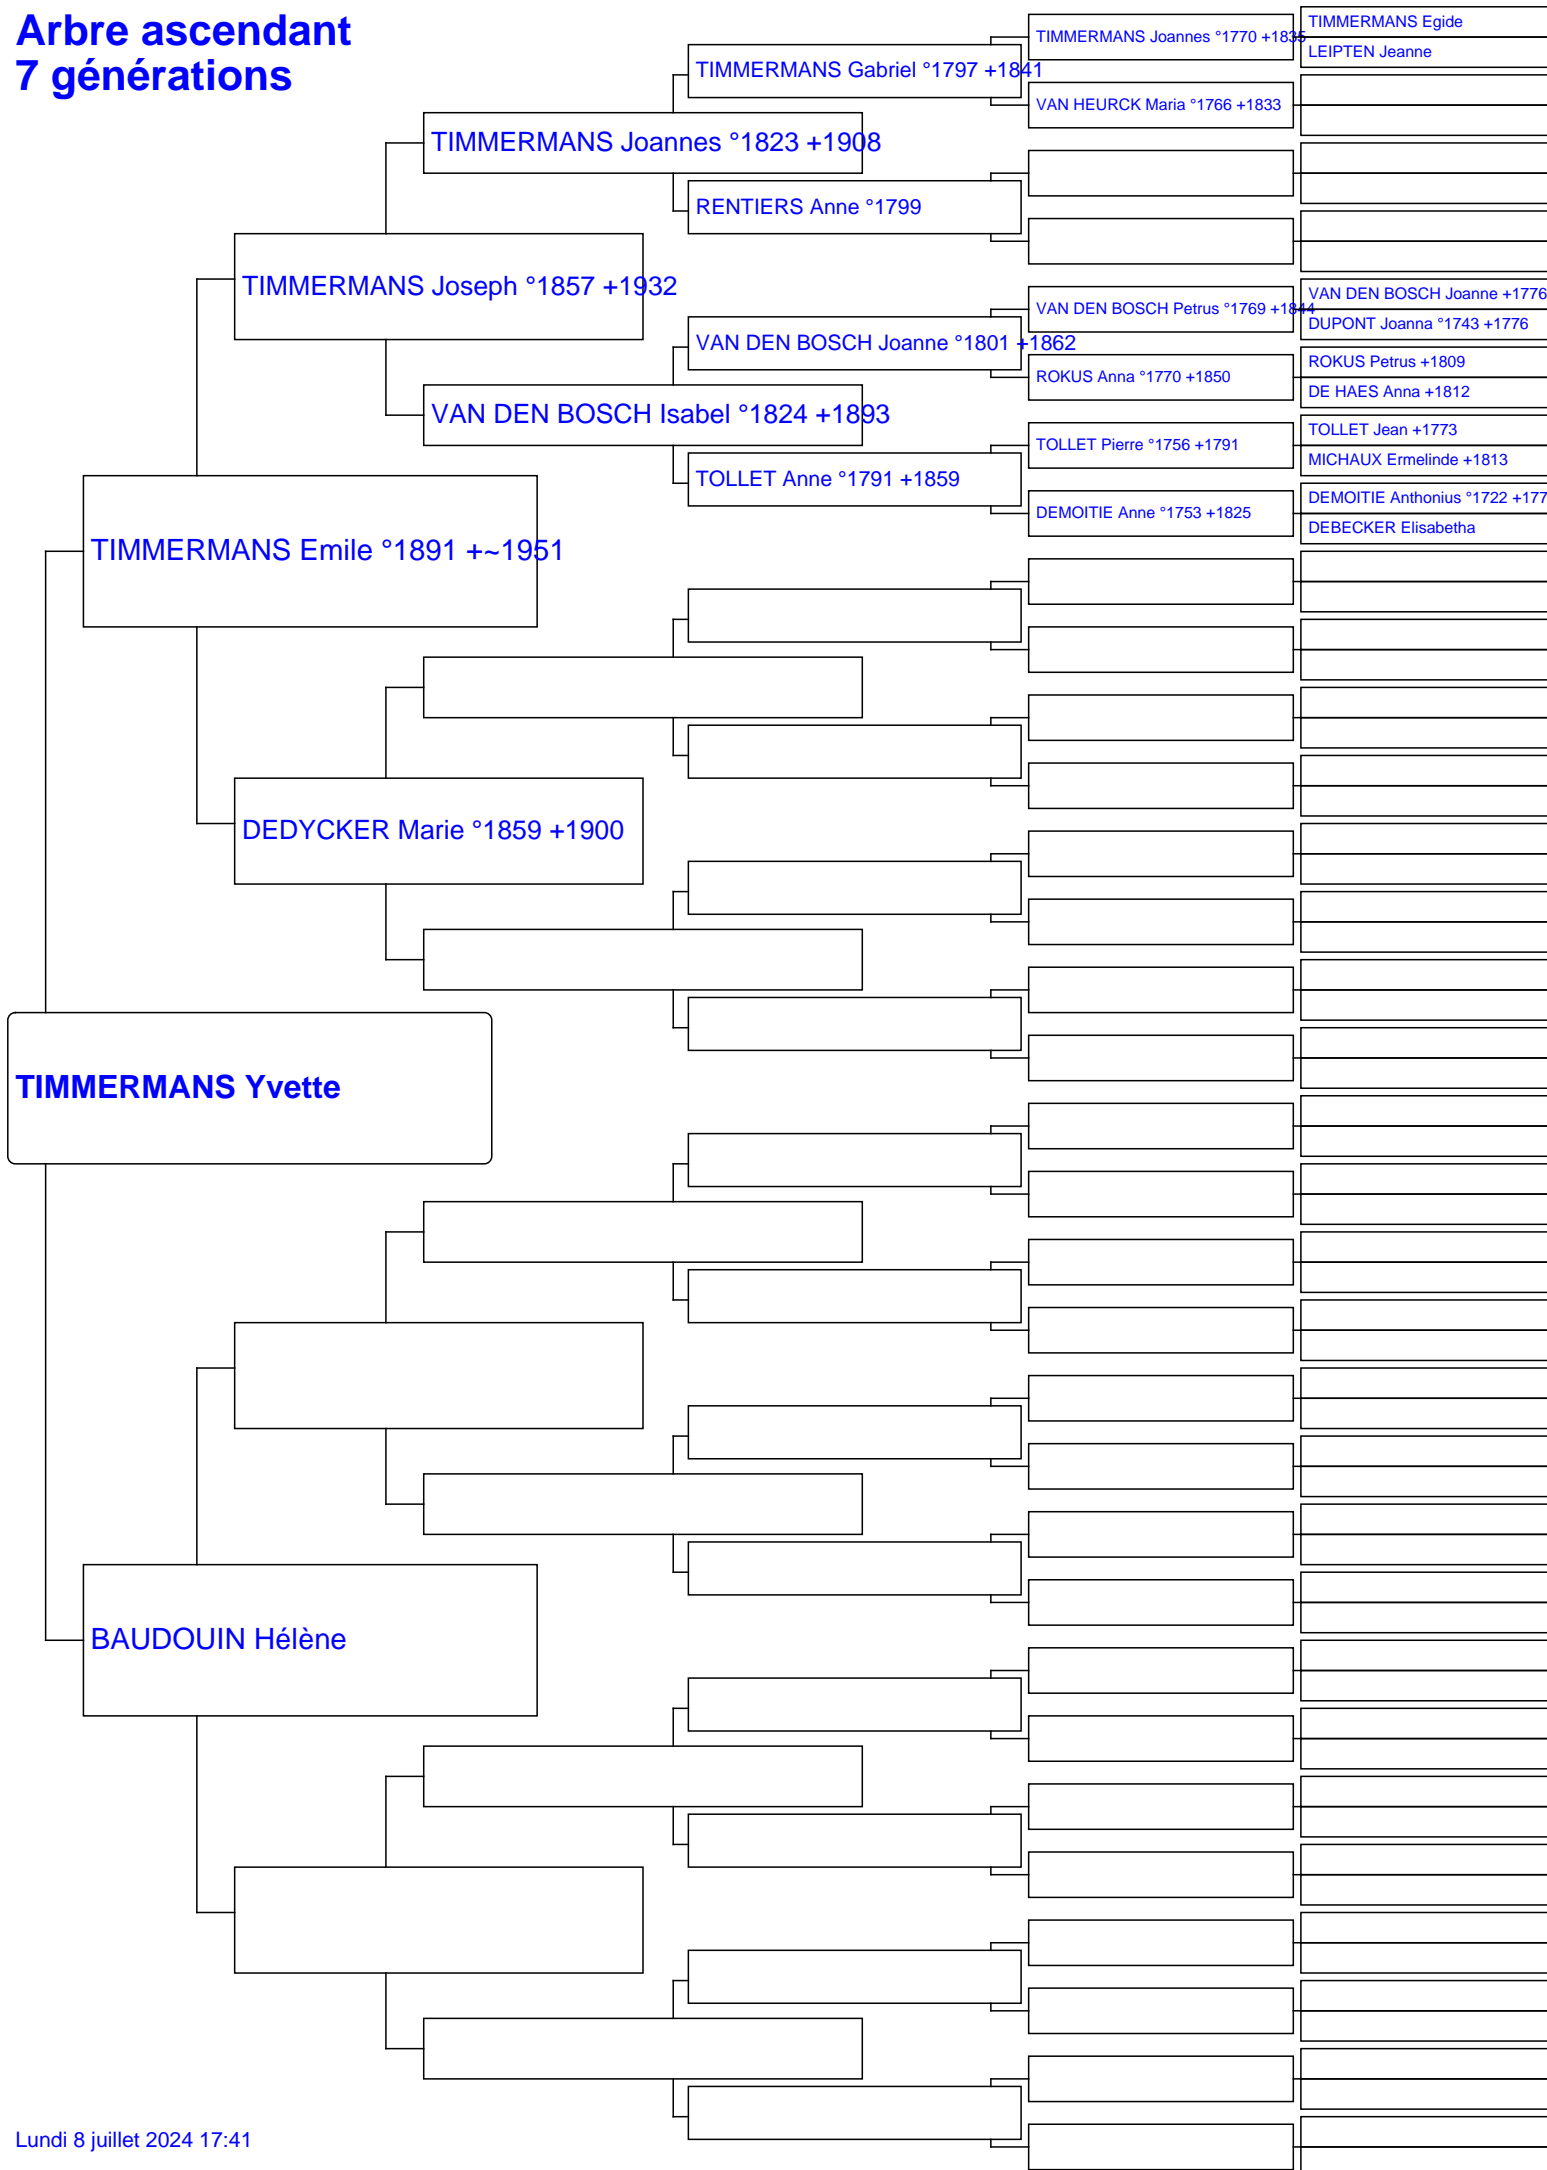 Arbre ascendant
7 générations
TIMMERMANS Yvette
TIMMERMANS Emile °1891 +~1951
BAUDOUIN Hélène
TIMMERMANS Joseph °1857 +1932
DEDYCKER Marie °1859 +1900
TIMMERMANS Joannes °1823 +1908
VAN DEN BOSCH Isabel °1824 +1893
TIMMERMANS Gabriel °1797 +1841
RENTIERS Anne °1799
VAN DEN BOSCH Joanne °1801 +1862
TOLLET Anne °1791 +1859
TIMMERMANS Joannes °1770 +1835
VAN HEURCK Maria °1766 +1833
VAN DEN BOSCH Petrus °1769 +1844
ROKUS Anna °1770 +1850
TOLLET Pierre °1756 +1791
DEMOITIE Anne °1753 +1825
TIMMERMANS Egide
LEIPTEN Jeanne
VAN DEN BOSCH Joanne +1776
DUPONT Joanna °1743 +1776
ROKUS Petrus +1809
DE HAES Anna +1812
TOLLET Jean +1773
MICHAUX Ermelinde +1813
DEMOITIE Anthonius °1722 +177
DEBECKER Elisabetha
Lundi 8 juillet 2024 17:41